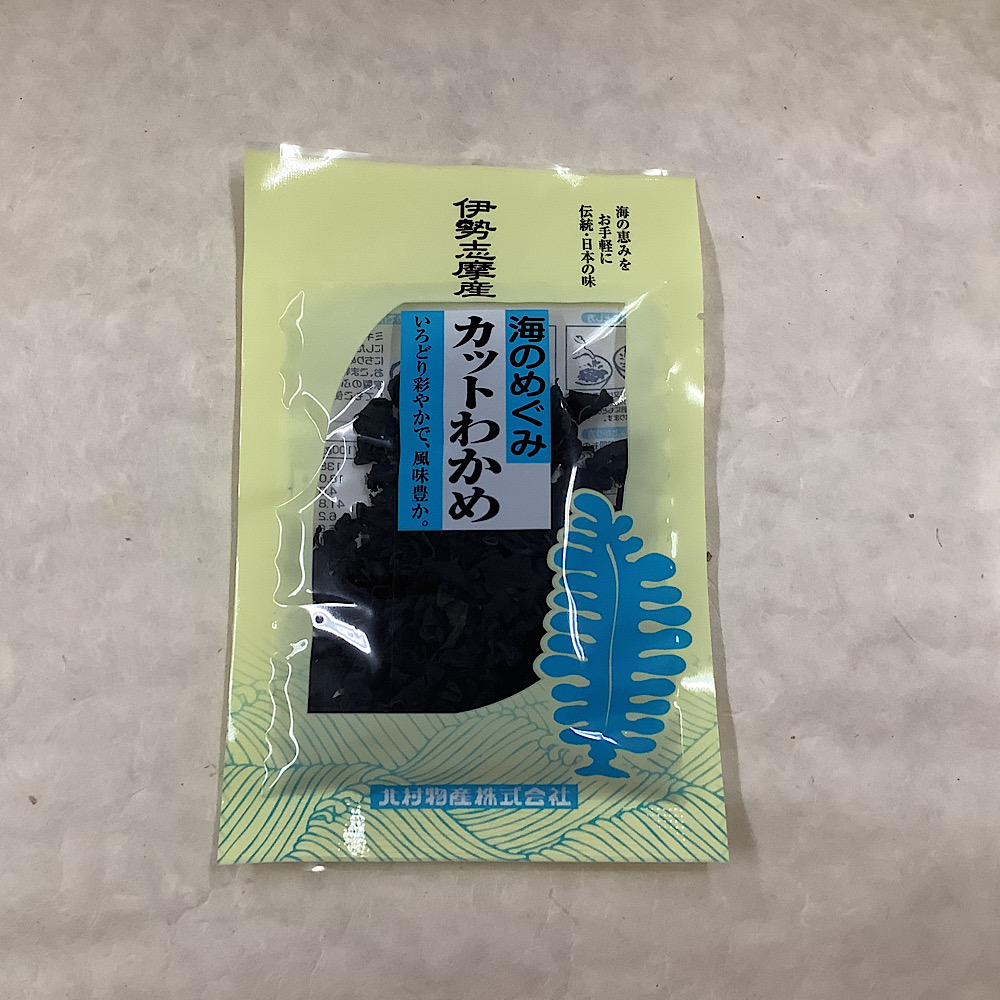 海の恵みを
お手軽に
伝統・日本の味
伊勢志摩産
海のめぐみ
カットわかめ
いろどり彩やかで、風味豊か。
北村物産株式会社